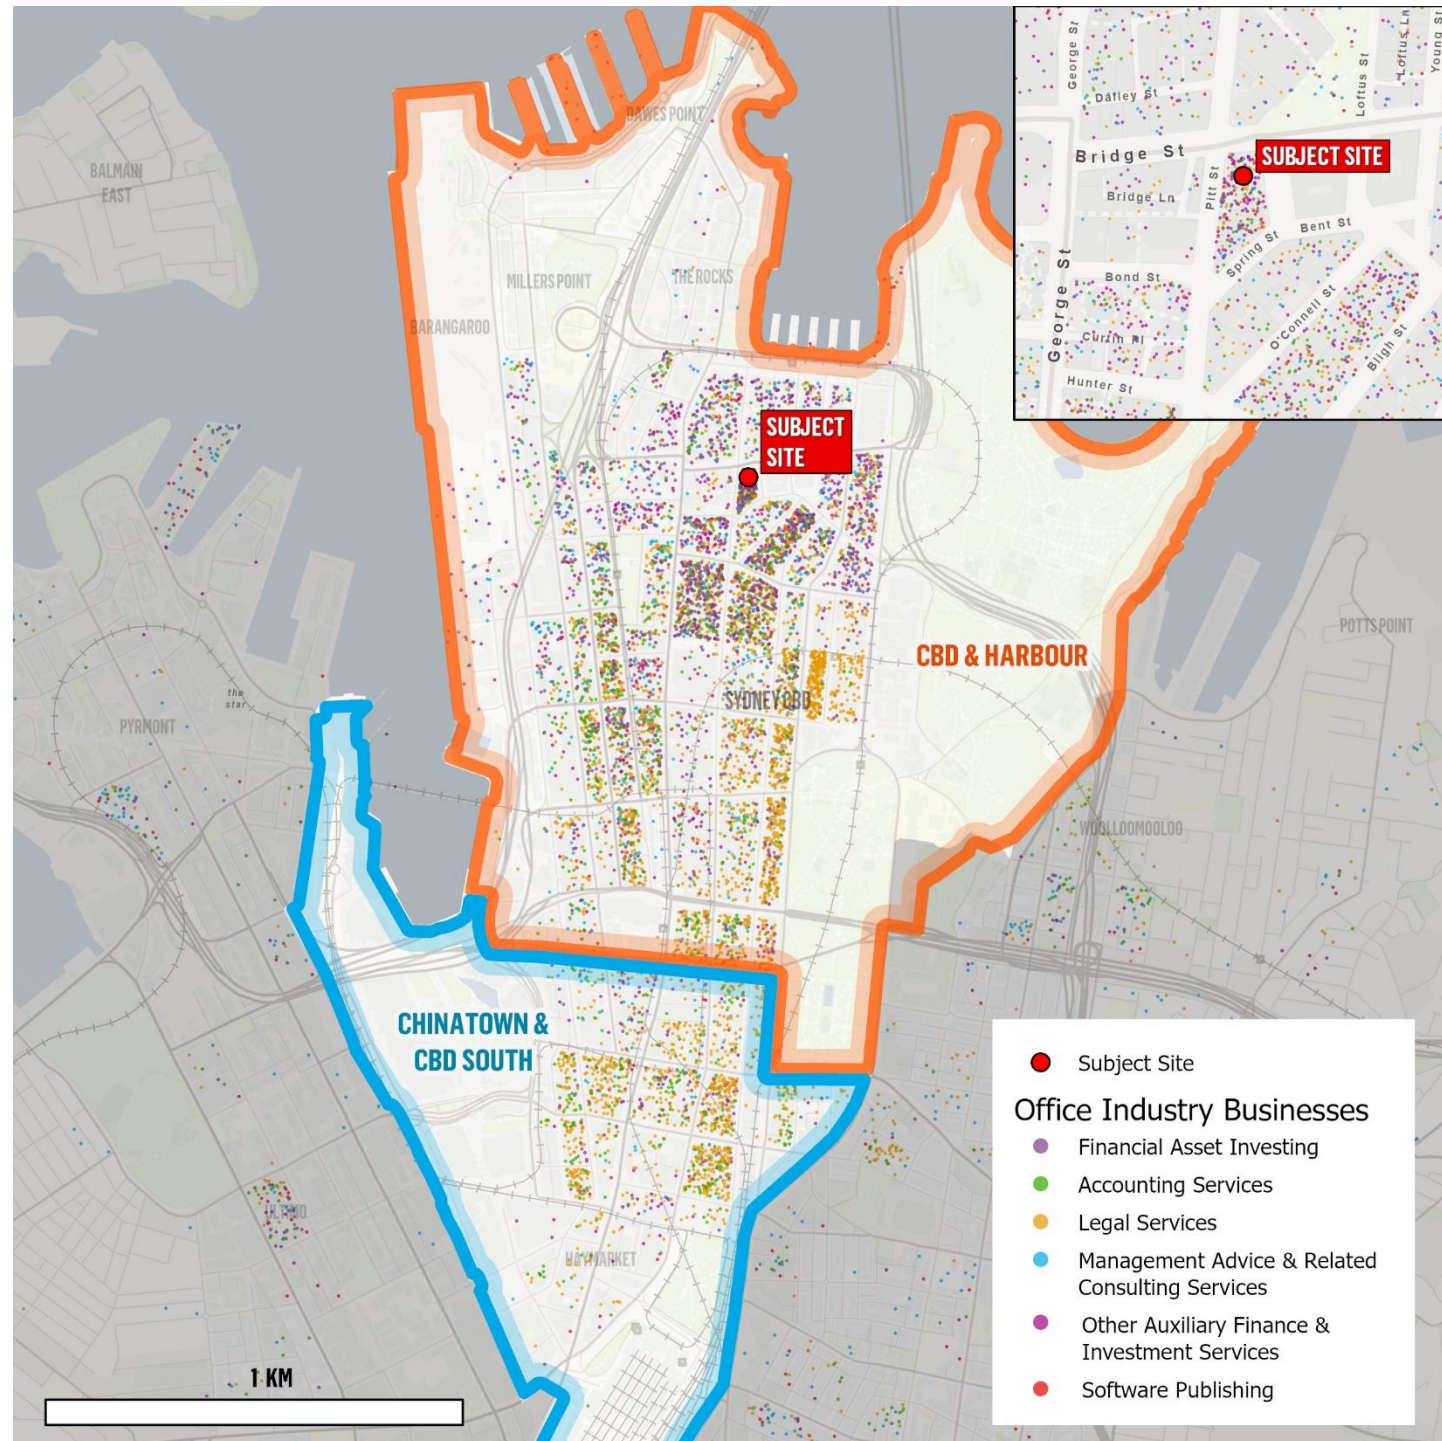 DAWES POINT
BALMAIN
EAST
MILLERS POINT
THE ROCKS
BARANGAROO
SUBJECT
SITE
CBD & HARBOUR
POTTS POINT
SYDNEY CBD
the
star
PYRMONT
WOOLLOOMOOLOO
CHINATOWN &
CBD SOUTH
ULTIMO
HAYMARKET
1 KM
George St
Dalley St
Loftus St
Loftus Ln
Young St
Bridge St
SUBJECT SITE
Pitt St
Bridge Ln
Bent St
Spring St
Bond St
George St
Curtin Pl
O'Connell St
Bligh St
Hunter St
Subject Site
Office Industry Businesses
Financial Asset Investing
Accounting Services
Legal Services
Management Advice & Related
Consulting Services
Other Auxiliary Finance &
Investment Services
Software Publishing